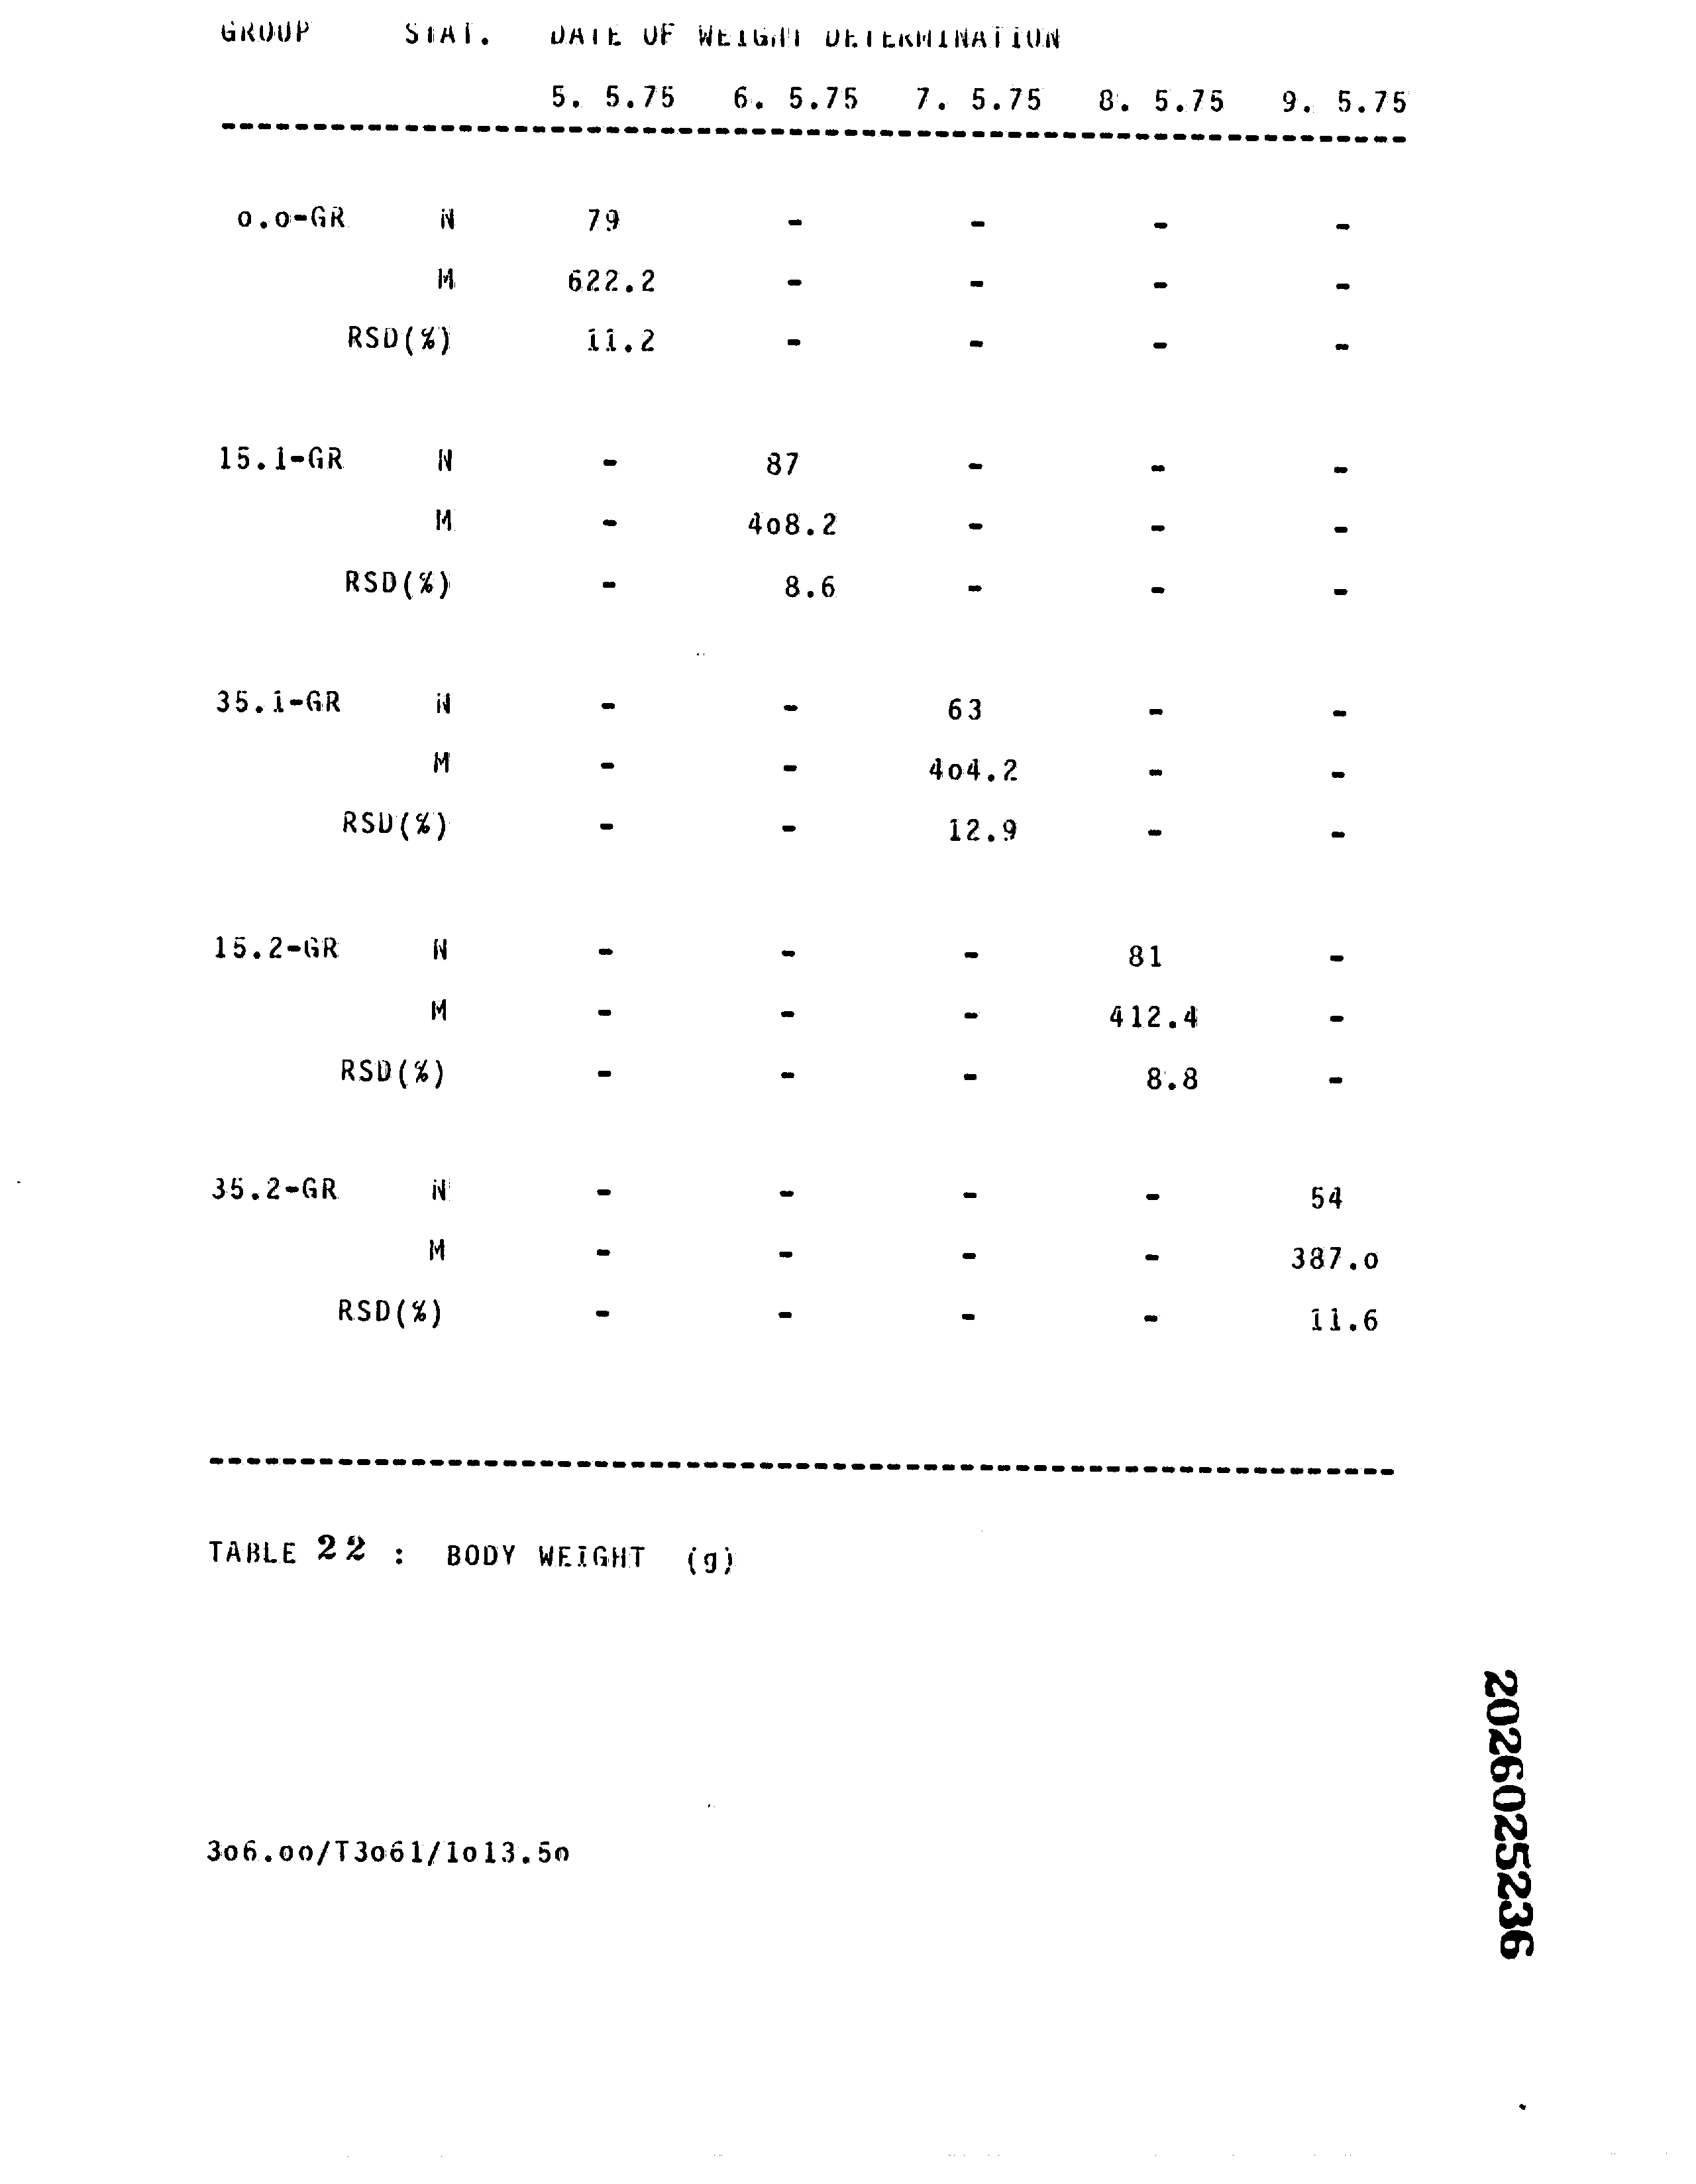 GROUP STAT. DATE OF WEIGHT DETERMINATION
5. 5.75 6. 5.75 7. 5.75 8. 5.75 9. 5.75
o.o-GR N 79 - - - -
M 622.2 - - - -
RSD(%) 11.2 - - - -
15.1-GR N - 87 - - -
M - 4o8.2 - - -
RSD(%) - 8.6 - - -
35.1-GR N - - 63 - -
M - - 4o4.2 - -
RSD(%) - - 12.9 - -
15.2-GR N - - - 81 -
M - - - 412.4 -
RSD(%) - - - 8.8 -
35.2-GR N - - - - 54
M - - - - 387.o
RSD(%) - - - - 11.6
TABLE 22 : BODY WEIGHT (g)
3o6.oo/T3o61/1o13.5o
2026025236